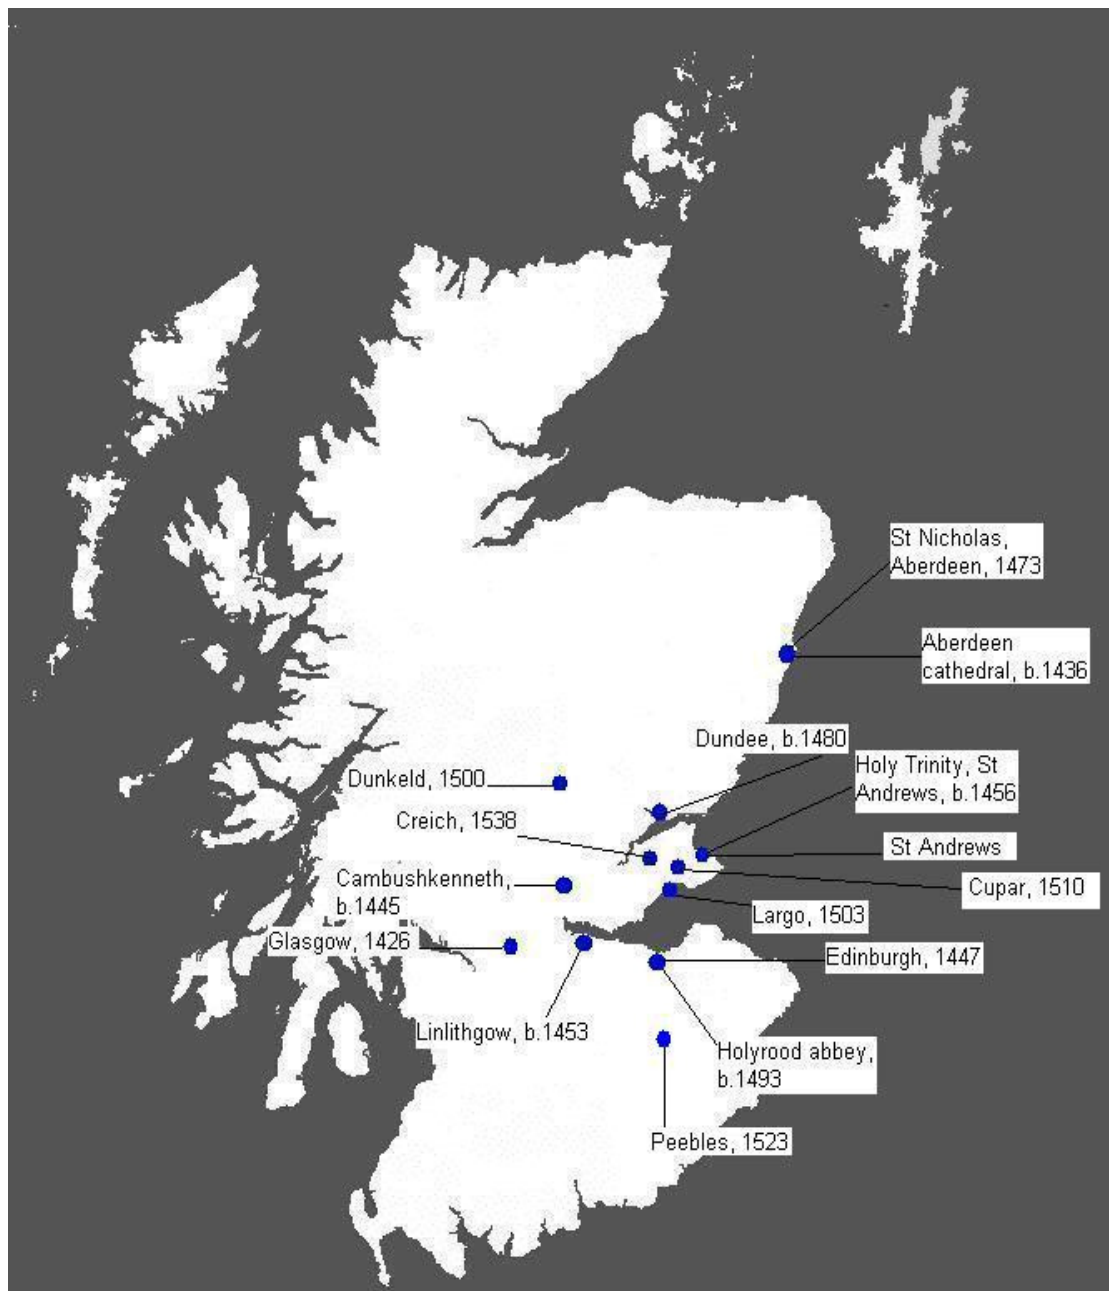 St Nicholas,
Aberdeen, 1473
Aberdeen
cathedral, b.1436
Dundee, b.1480
Holy Trinity, St
Andrews, b.1456
Dunkeld, 1500
Creich, 1538
St Andrews
Cambushkenneth,
b.1445
Cupar, 1510
Largo, 1503
Glasgow, 1426
Edinburgh, 1447
Linlithgow, b.1453
Holyrood abbey,
b.1493
Peebles, 1523